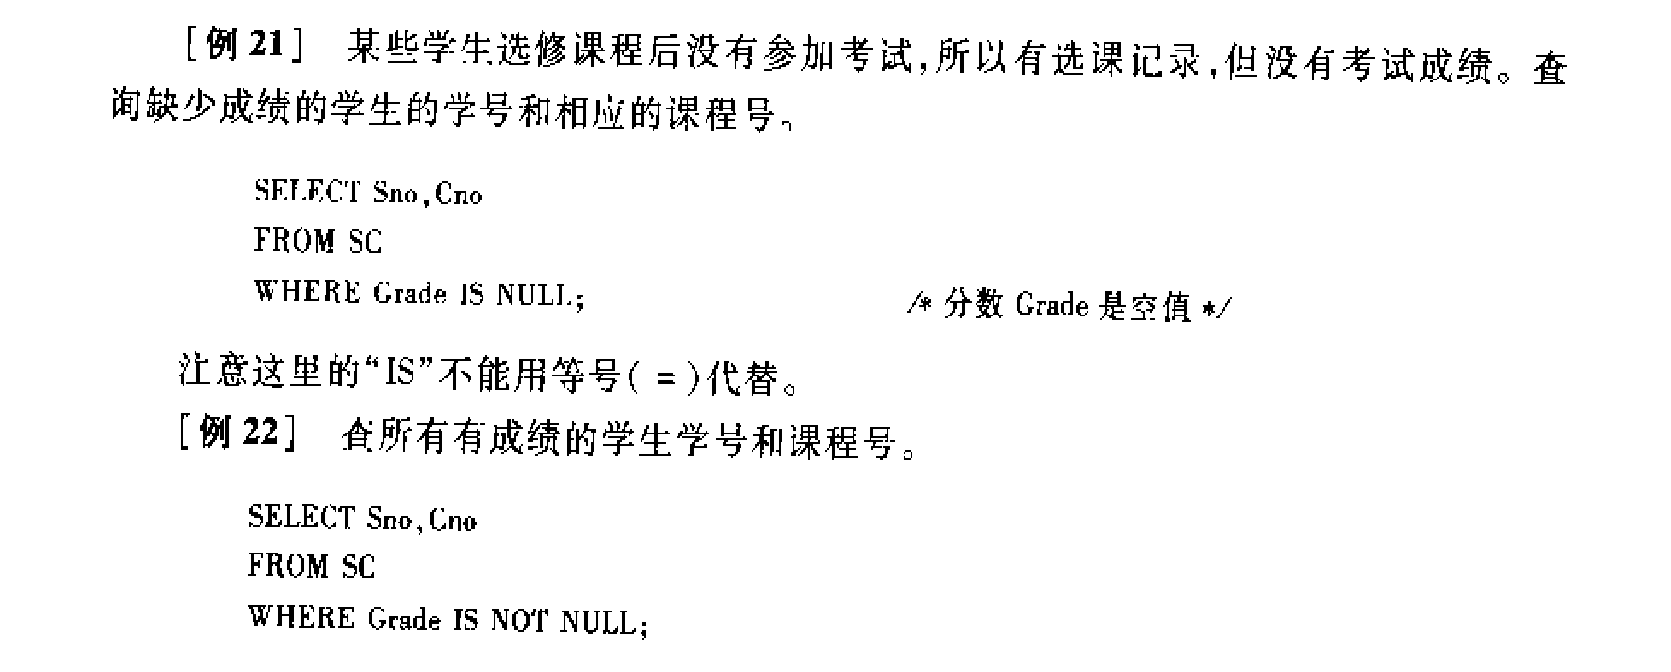 [例21] 某些学生选修课程后没有参加考试,所以有选课记录,但没有考试成绩。查
询缺少成绩的学生的学号和相应的课程号。
SELECT Sno,Cno
FROM SC
WHERE Grade IS NULL; /* 分数 Grade 是空值 */
注意这里的“IS”不能用等号( = )代替。
[例22] 查所有有成绩的学生学号和课程号。
SELECT Sno,Cno
FROM SC
WHERE Grade IS NOT NULL;